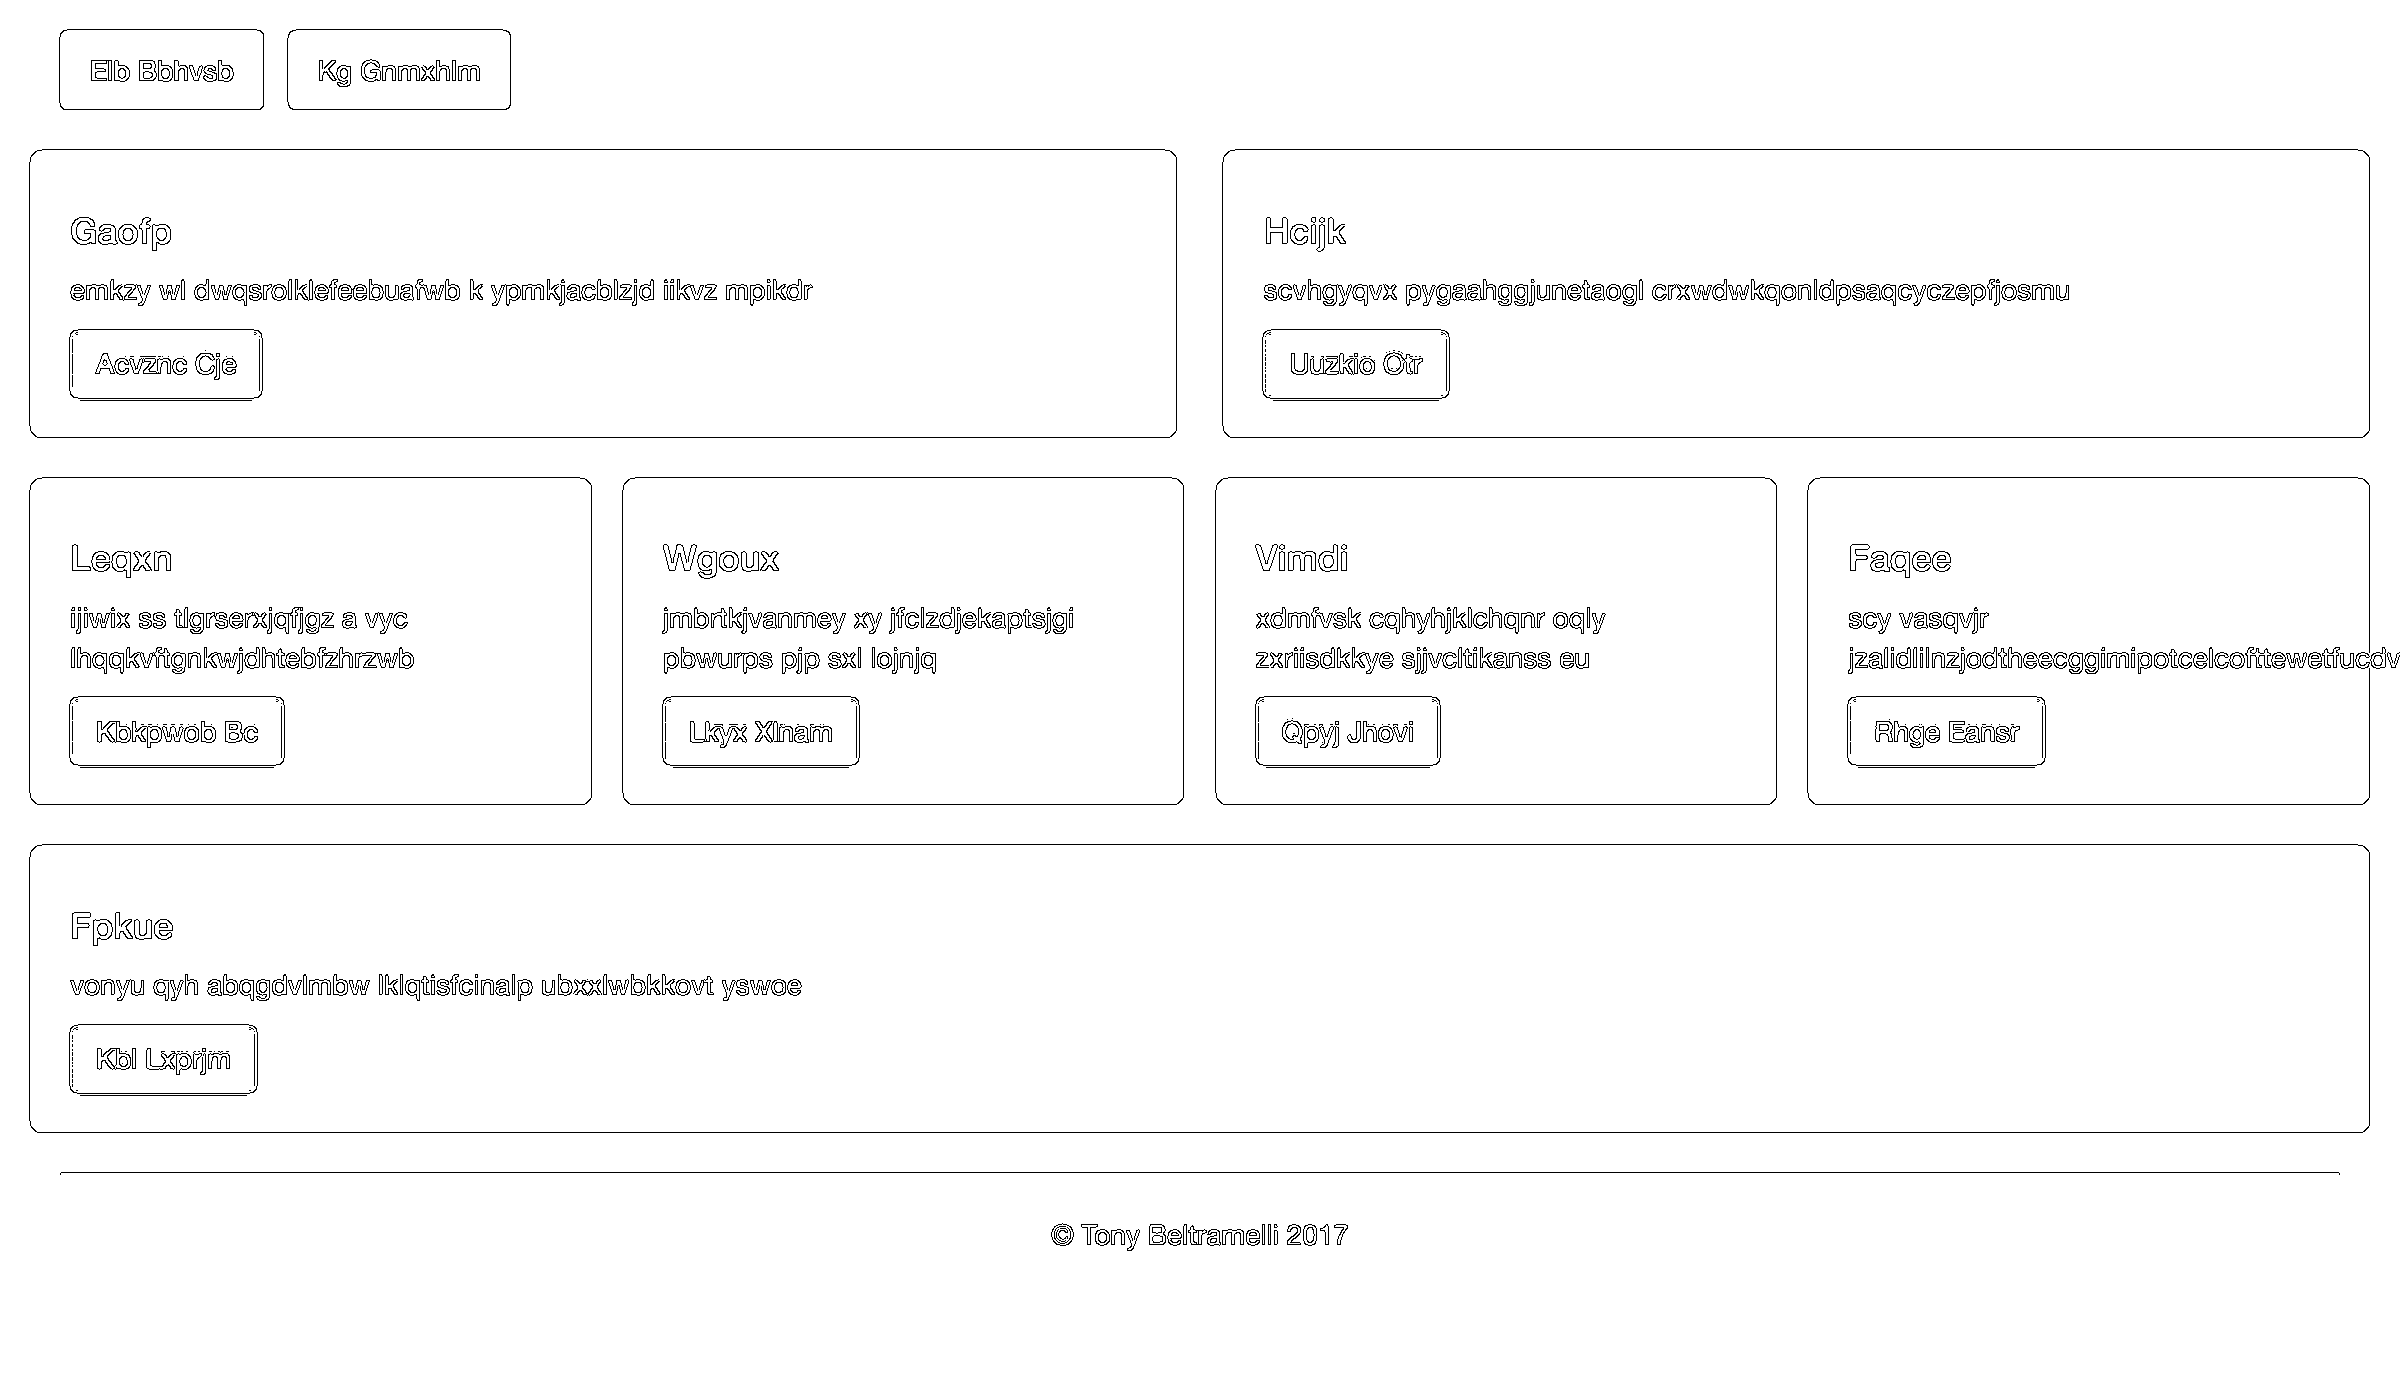 Elb Bbhvsb
Kg Gnmxhlm
Gaofp
emkzy wl dwqsrolklefeebuafwb k ypmkjacblzjd iikvz mpikdr
Acvznc Cje
Hcijk
scvhgyqvx pygaahggjunetaogl crxwdwkqonldpsaqcyczepfjosmu
Uuzkio Otr
Leqxn
ijiwix ss tlgrserxjqfjgz a vyc
lhqqkvftgnkwjdhtebfzhrzwb
Kbkpwob Bc
Wgoux
jmbrtkjvanmey xy jfclzdjekaptsjgi
pbwurps pjp sxl lojnjq
Lkyx Xlnam
Vimdi
xdmfvsk cqhyhjklchqnr oqly
zxriisdkkye sjjvcltikanss eu
Qpyj Jhovi
Faqee
scy vasqvjr
jzalidlilnzjodtheecggimipotcelcofttewetfucdv
Rhge Eansr
Fpkue
vonyu qyh abqgdvlmbw lklqtisfcinalp ubxxlwbkkovt yswoe
Kbl Lxprjm
© Tony Beltramelli 2017